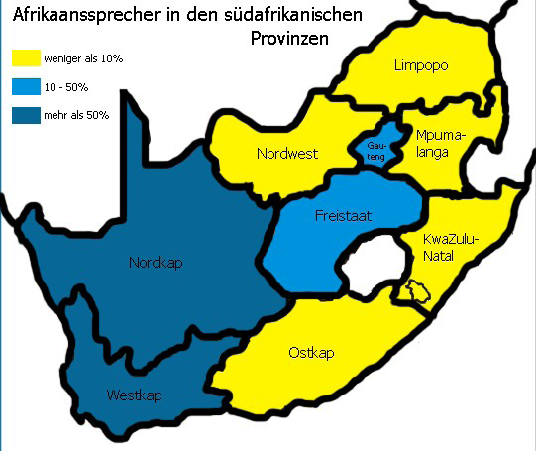 Afrikaanssprecher in den südafrikanischen
Provinzen
weniger als 10%
10 - 50%
mehr als 50%
Limpopo
Mpuma-
langa
Gau-
teng
Nordwest
Freistaat
KwaZulu-
Natal
Nordkap
Ostkap
Westkap